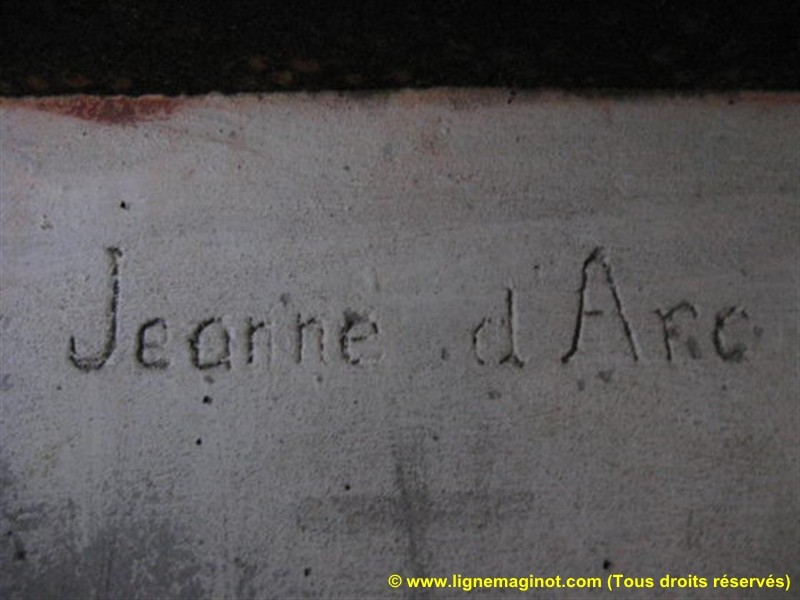 Jeanne d Arc
© www.lignemaginot.com (Tous droits réservés)